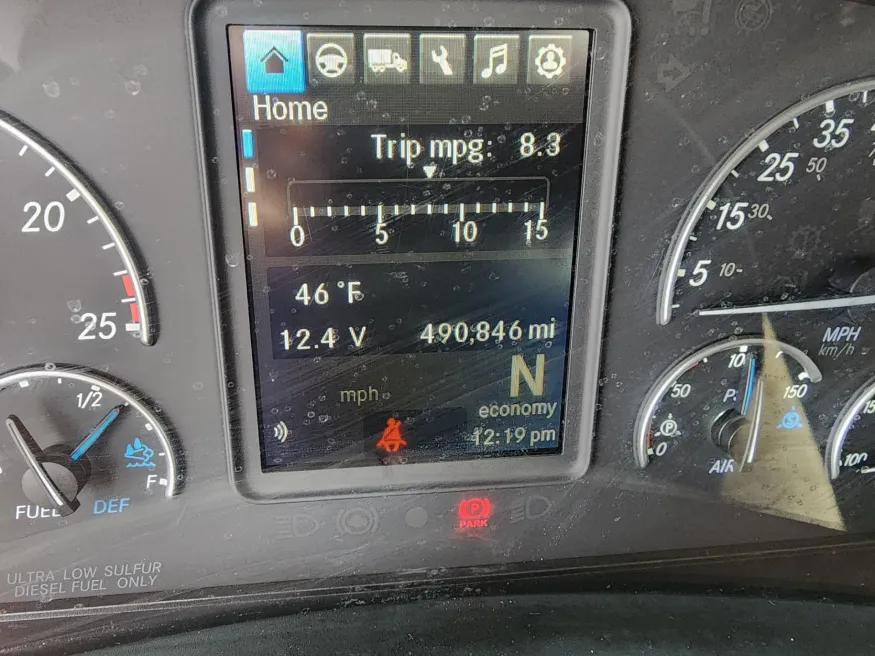 Home
Trip mpg: 8.3
0 5 10 15
46 °F
12.4 V 490,846 mi
N
mph
economy
12:19 pm
PARK
20
25
1/2
F
FUEL DEF
ULTRA LOW SULFUR
DIESEL FUEL ONLY
35
25 50
15 30
5 10
MPH
km/h
50 150
0
AIR
100